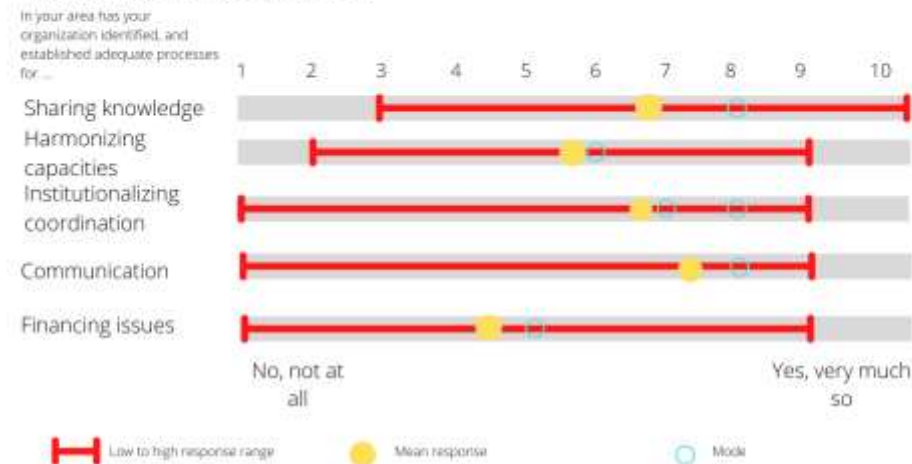 In your area has your
organization identified, and
established adequate processes
for ...
1 2 3 4 5 6 7 8 9 10
Sharing knowledge
Harmonizing
capacities
Institutionalizing
coordination
Communication
Financing issues
No, not at
all
Yes, very much
so
Low to high response range
Mean response
Mode